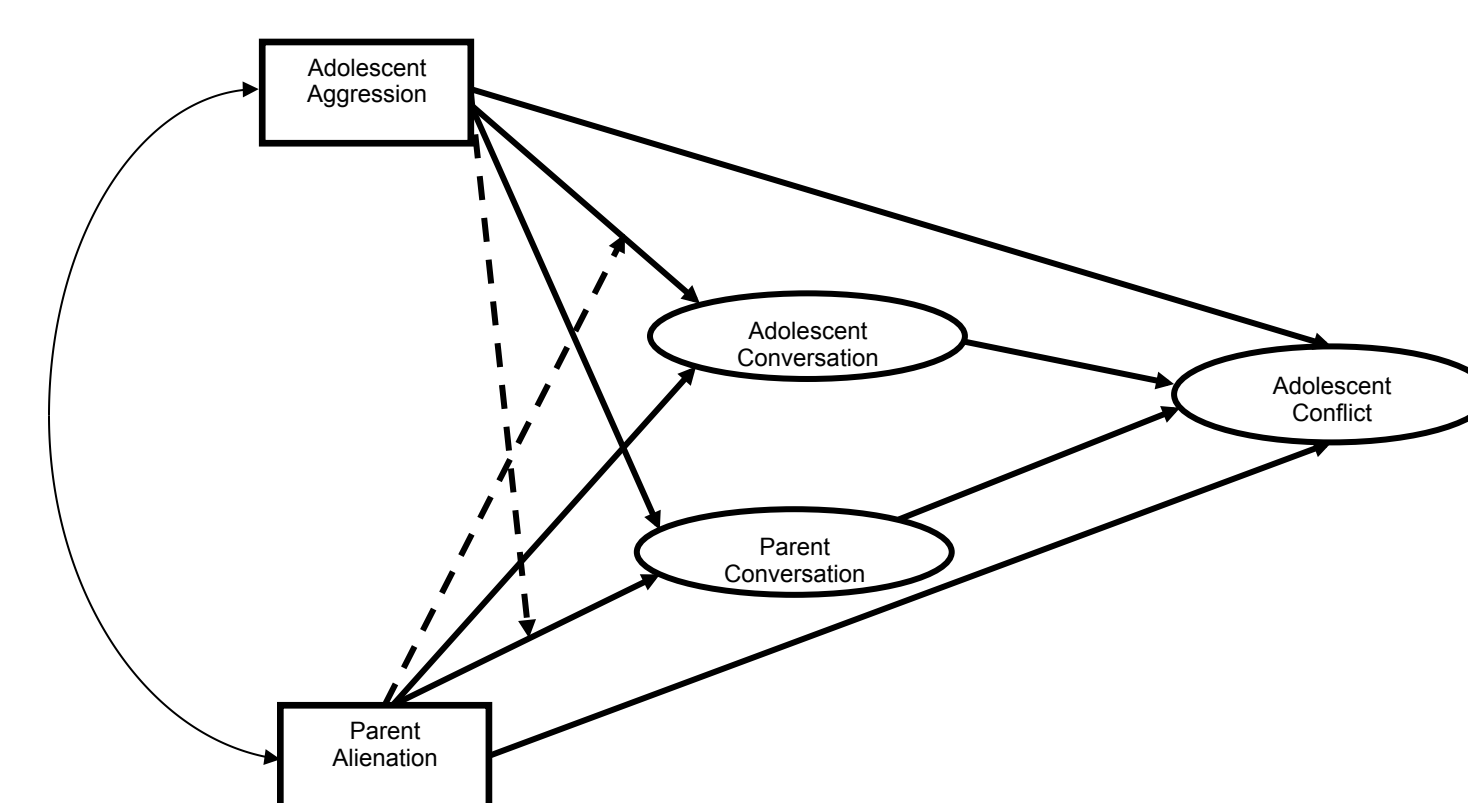 Adolescent
Aggression
Adolescent
Conversation
Adolescent
Conflict
Parent
Conversation
Parent
Alienation